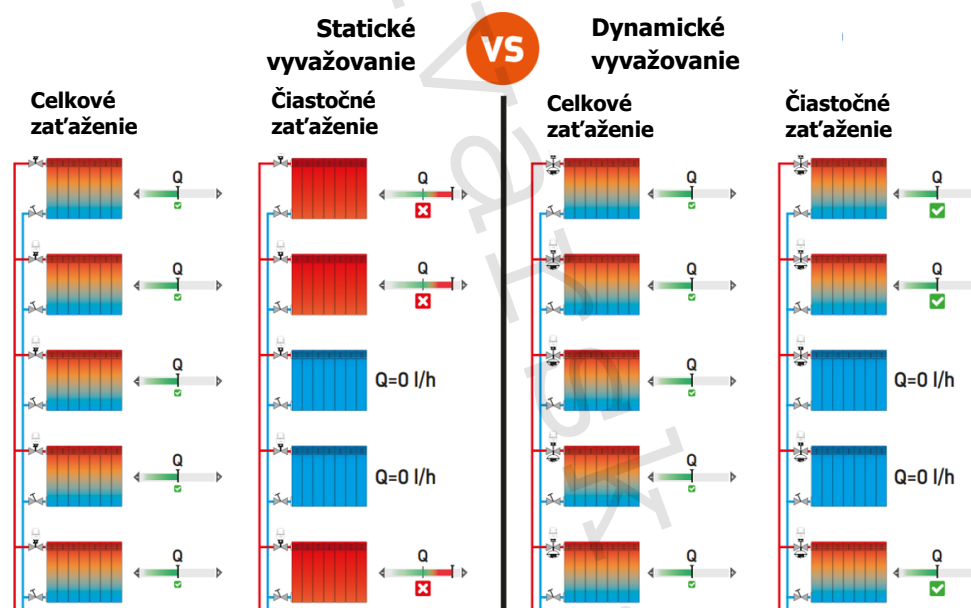 Statické
vyvažovanie
VS
Dynamické
vyvažovanie
Celkové
zaťaženie
Čiastočné
zaťaženie
Celkové
zaťaženie
Čiastočné
zaťaženie
Q
Q
Q
Q
Q
Q
Q
Q
Q
Q=0 l/h
Q
Q
Q=0 l/h
Q
Q=0 l/h
Q
Q=0 l/h
Q
Q
Q
Q